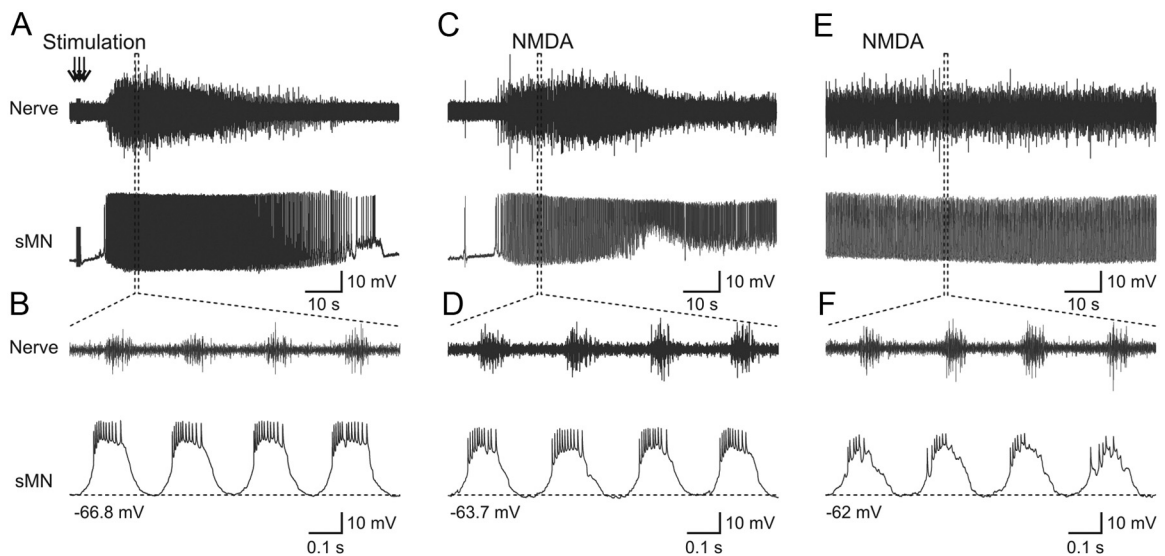 A C E
Stimulation NMDA NMDA
Nerve
sMN
10 mV 10 mV 10 mV
10 s 10 s 10 s
B D F
Nerve
sMN
-66.8 mV -63.7 mV -62 mV
10 mV 10 mV 10 mV
0.1 s 0.1 s 0.1 s